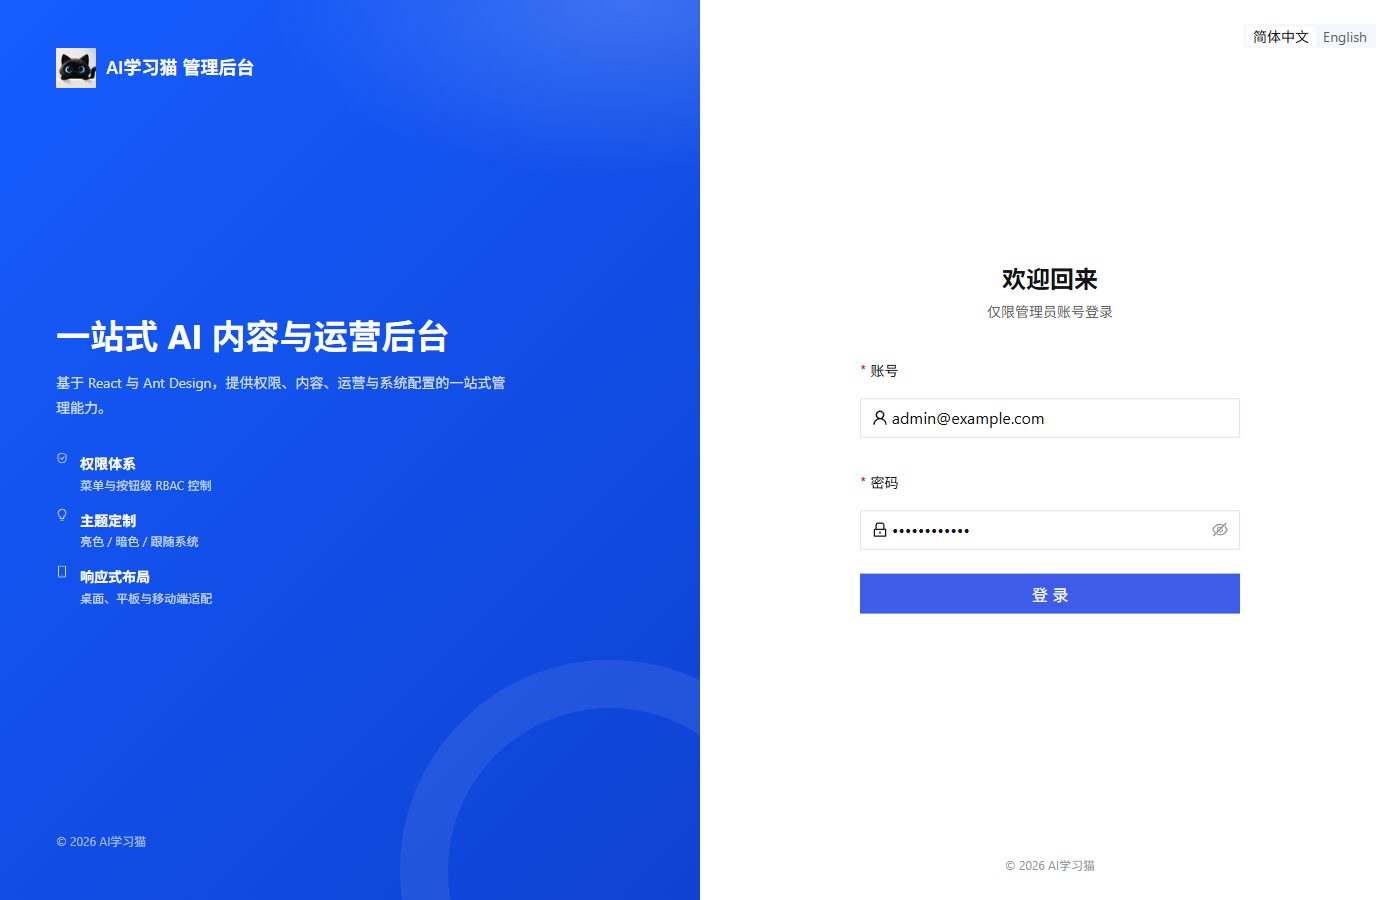 AI学习猫 管理后台
一站式 AI 内容与运营后台
基于 React 与 Ant Design，提供权限、内容、运营与系统配置的一站式管
理能力。
权限体系
菜单与按钮级 RBAC 控制
主题定制
亮色 / 暗色 / 跟随系统
响应式布局
桌面、平板与移动端适配
© 2026 AI学习猫
简体中文 English
欢迎回来
仅限管理员账号登录
* 账号
admin@example.com
* 密码
••••••••••••
登 录
© 2026 AI学习猫